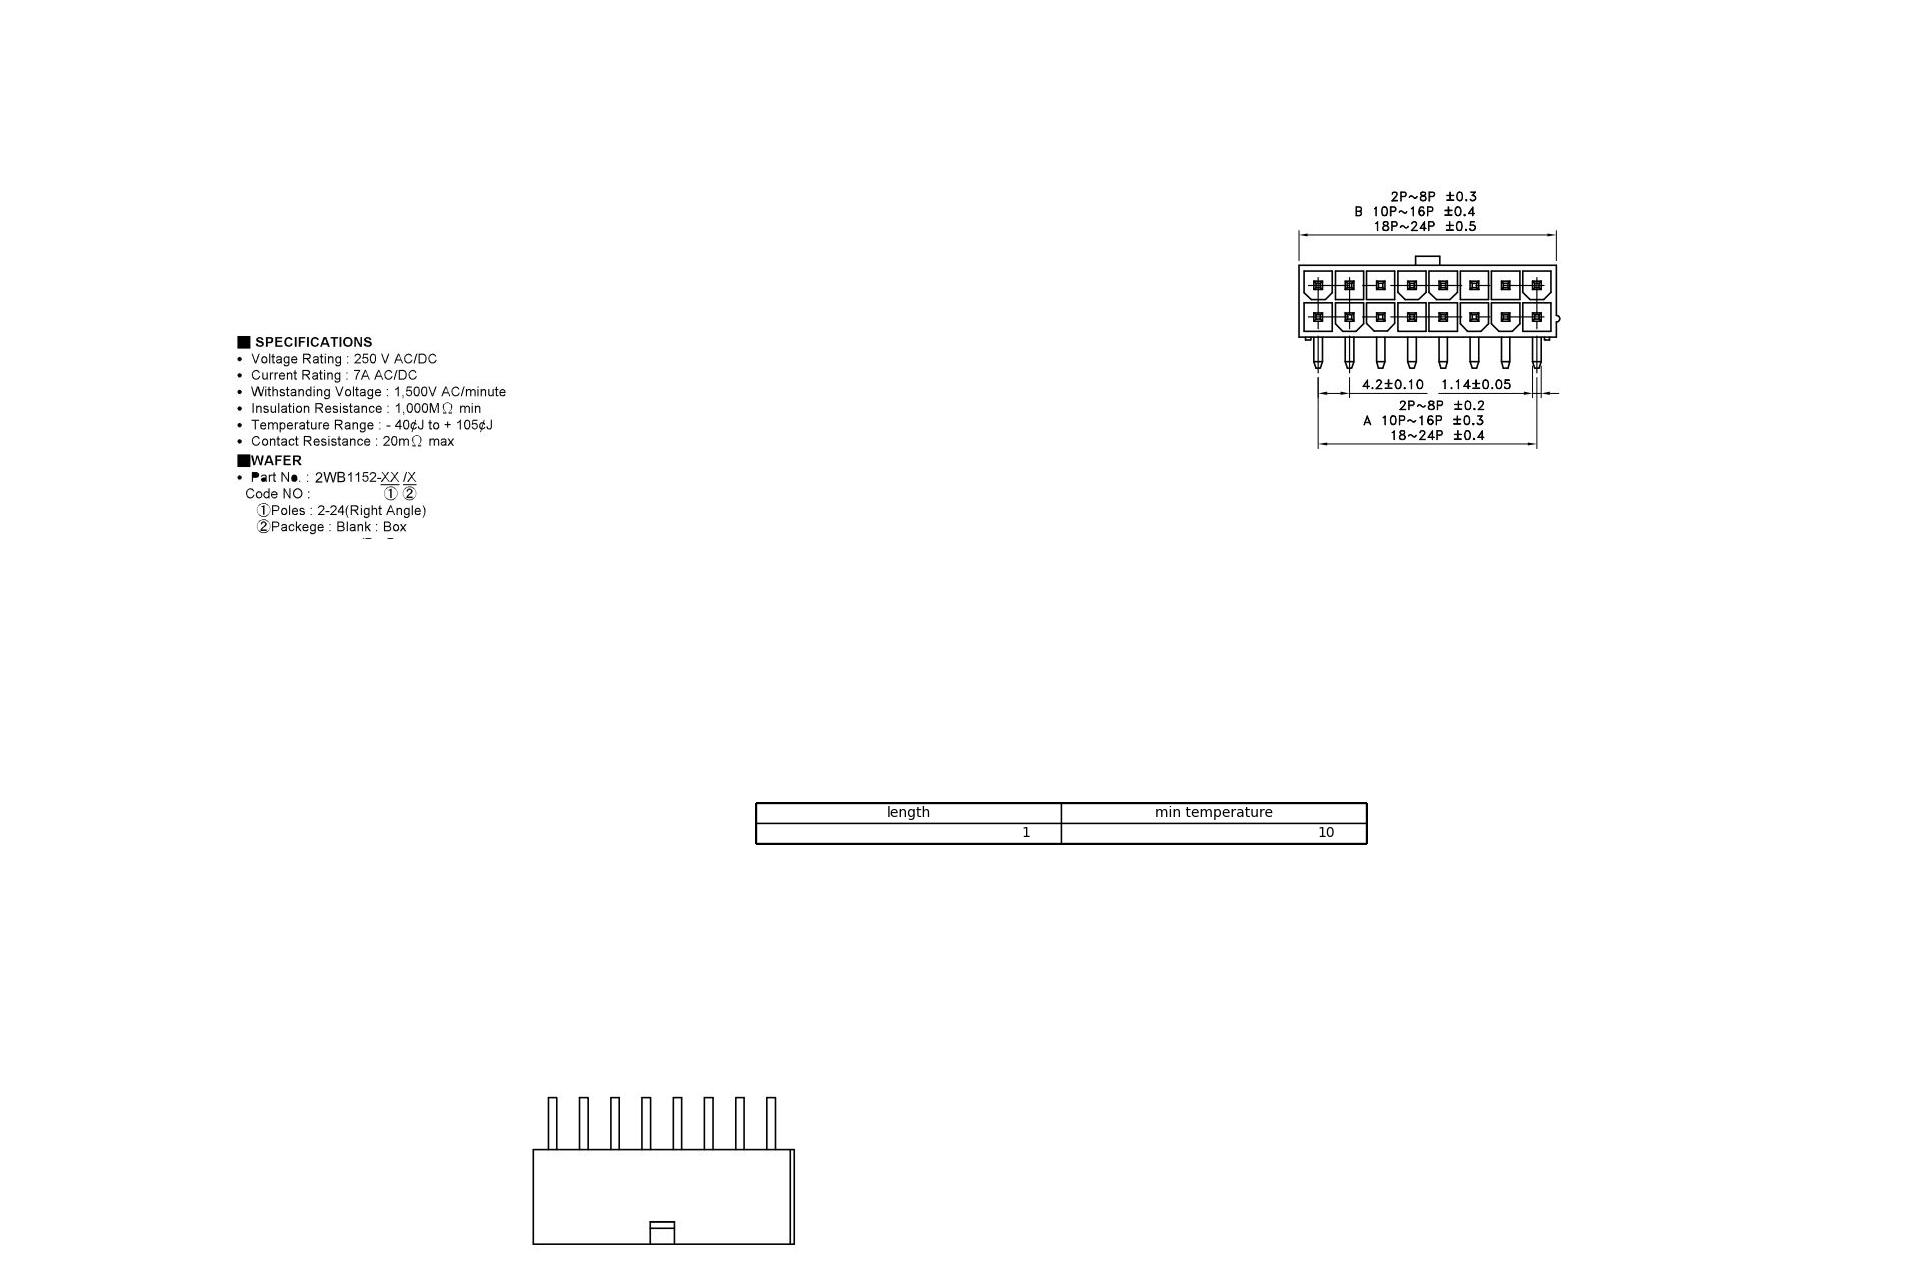 2P~8P ±0.3
B 10P~16P ±0.4
18P~24P ±0.5
■ SPECIFICATIONS
• Voltage Rating : 250 V AC/DC
• Current Rating : 7A AC/DC
• Withstanding Voltage : 1,500V AC/minute
• Insulation Resistance : 1,000MΩ min
• Temperature Range : - 40¢J to + 105¢J
• Contact Resistance : 20mΩ max
■WAFER
• Part No. : 2WB1152-XX /X
Code NO : ① ②
①Poles : 2-24(Right Angle)
②Packege : Blank : Box
4.2±0.10 1.14±0.05
2P~8P ±0.2
A 10P~16P ±0.3
18~24P ±0.4
length min temperature
1 10